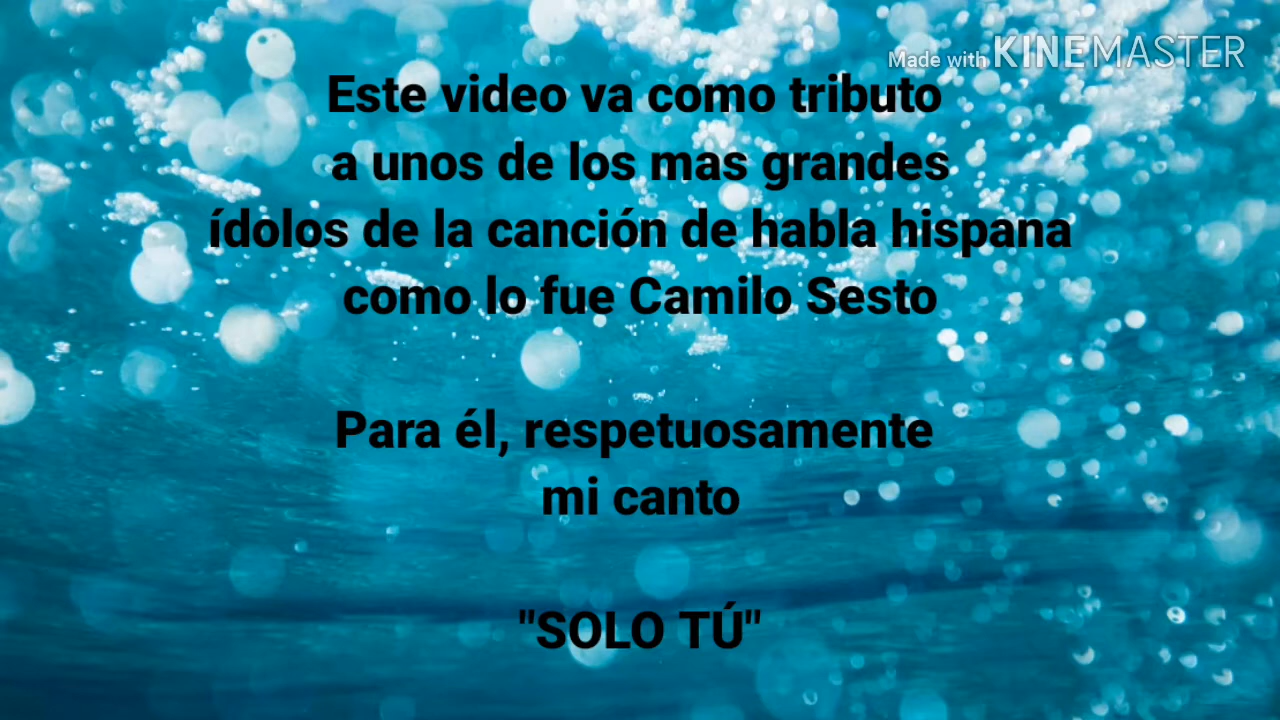 Made with KINEMASTER
Este video va como tributo
a unos de los mas grandes
ídolos de la canción de habla hispana
como lo fue Camilo Sesto
Para él, respetuosamente
mi canto
"SOLO TÚ"